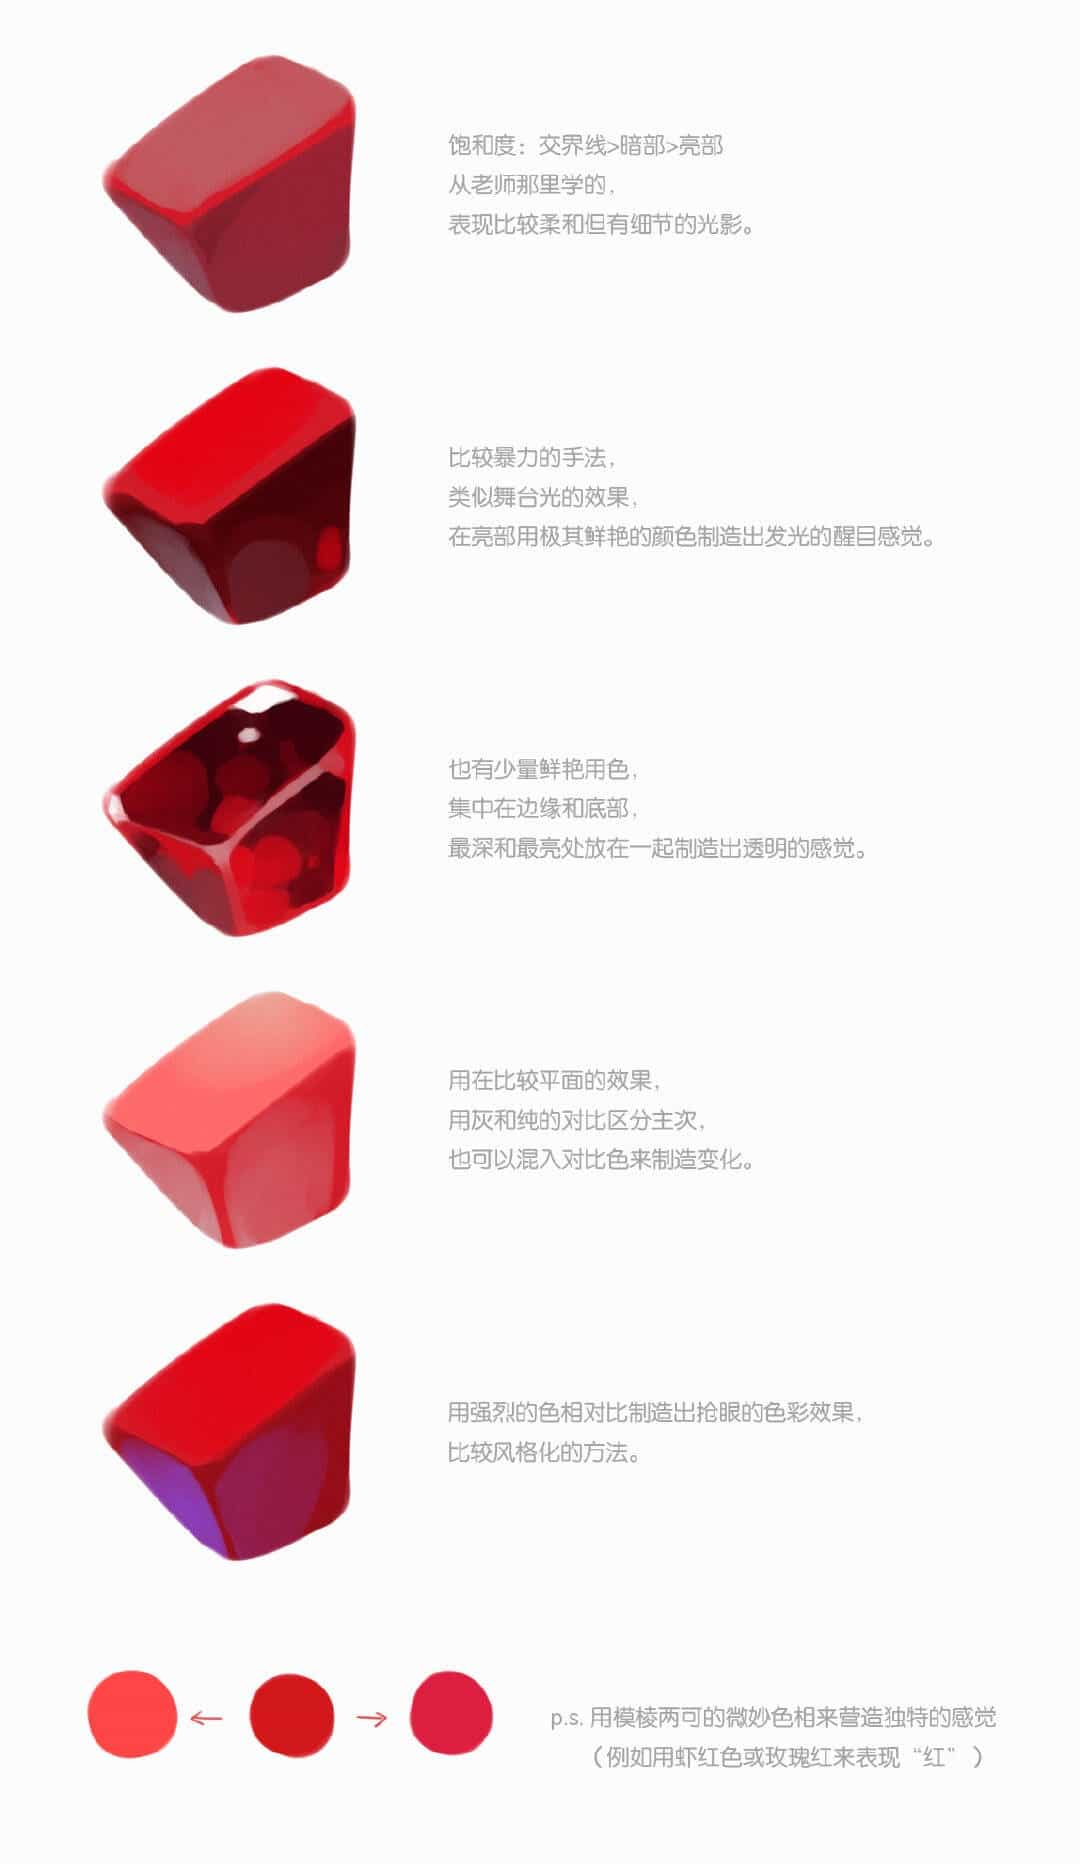 饱和度：交界线>暗部>亮部
从老师那里学的，
表现比较柔和但有细节的光影。
比较暴力的手法，
类似舞台光的效果，
在亮部用极其鲜艳的颜色制造出发光的醒目感觉。
也有少量鲜艳用色，
集中在边缘和底部，
最深和最亮处放在一起制造出透明的感觉。
用在比较平面的效果，
用灰和纯的对比区分主次，
也可以混入对比色来制造变化。
用强烈的色相对比制造出抢眼的色彩效果，
比较风格化的方法。
p.s. 用模棱两可的微妙色相来营造独特的感觉
（例如用虾红色或玫瑰红来表现“红”）